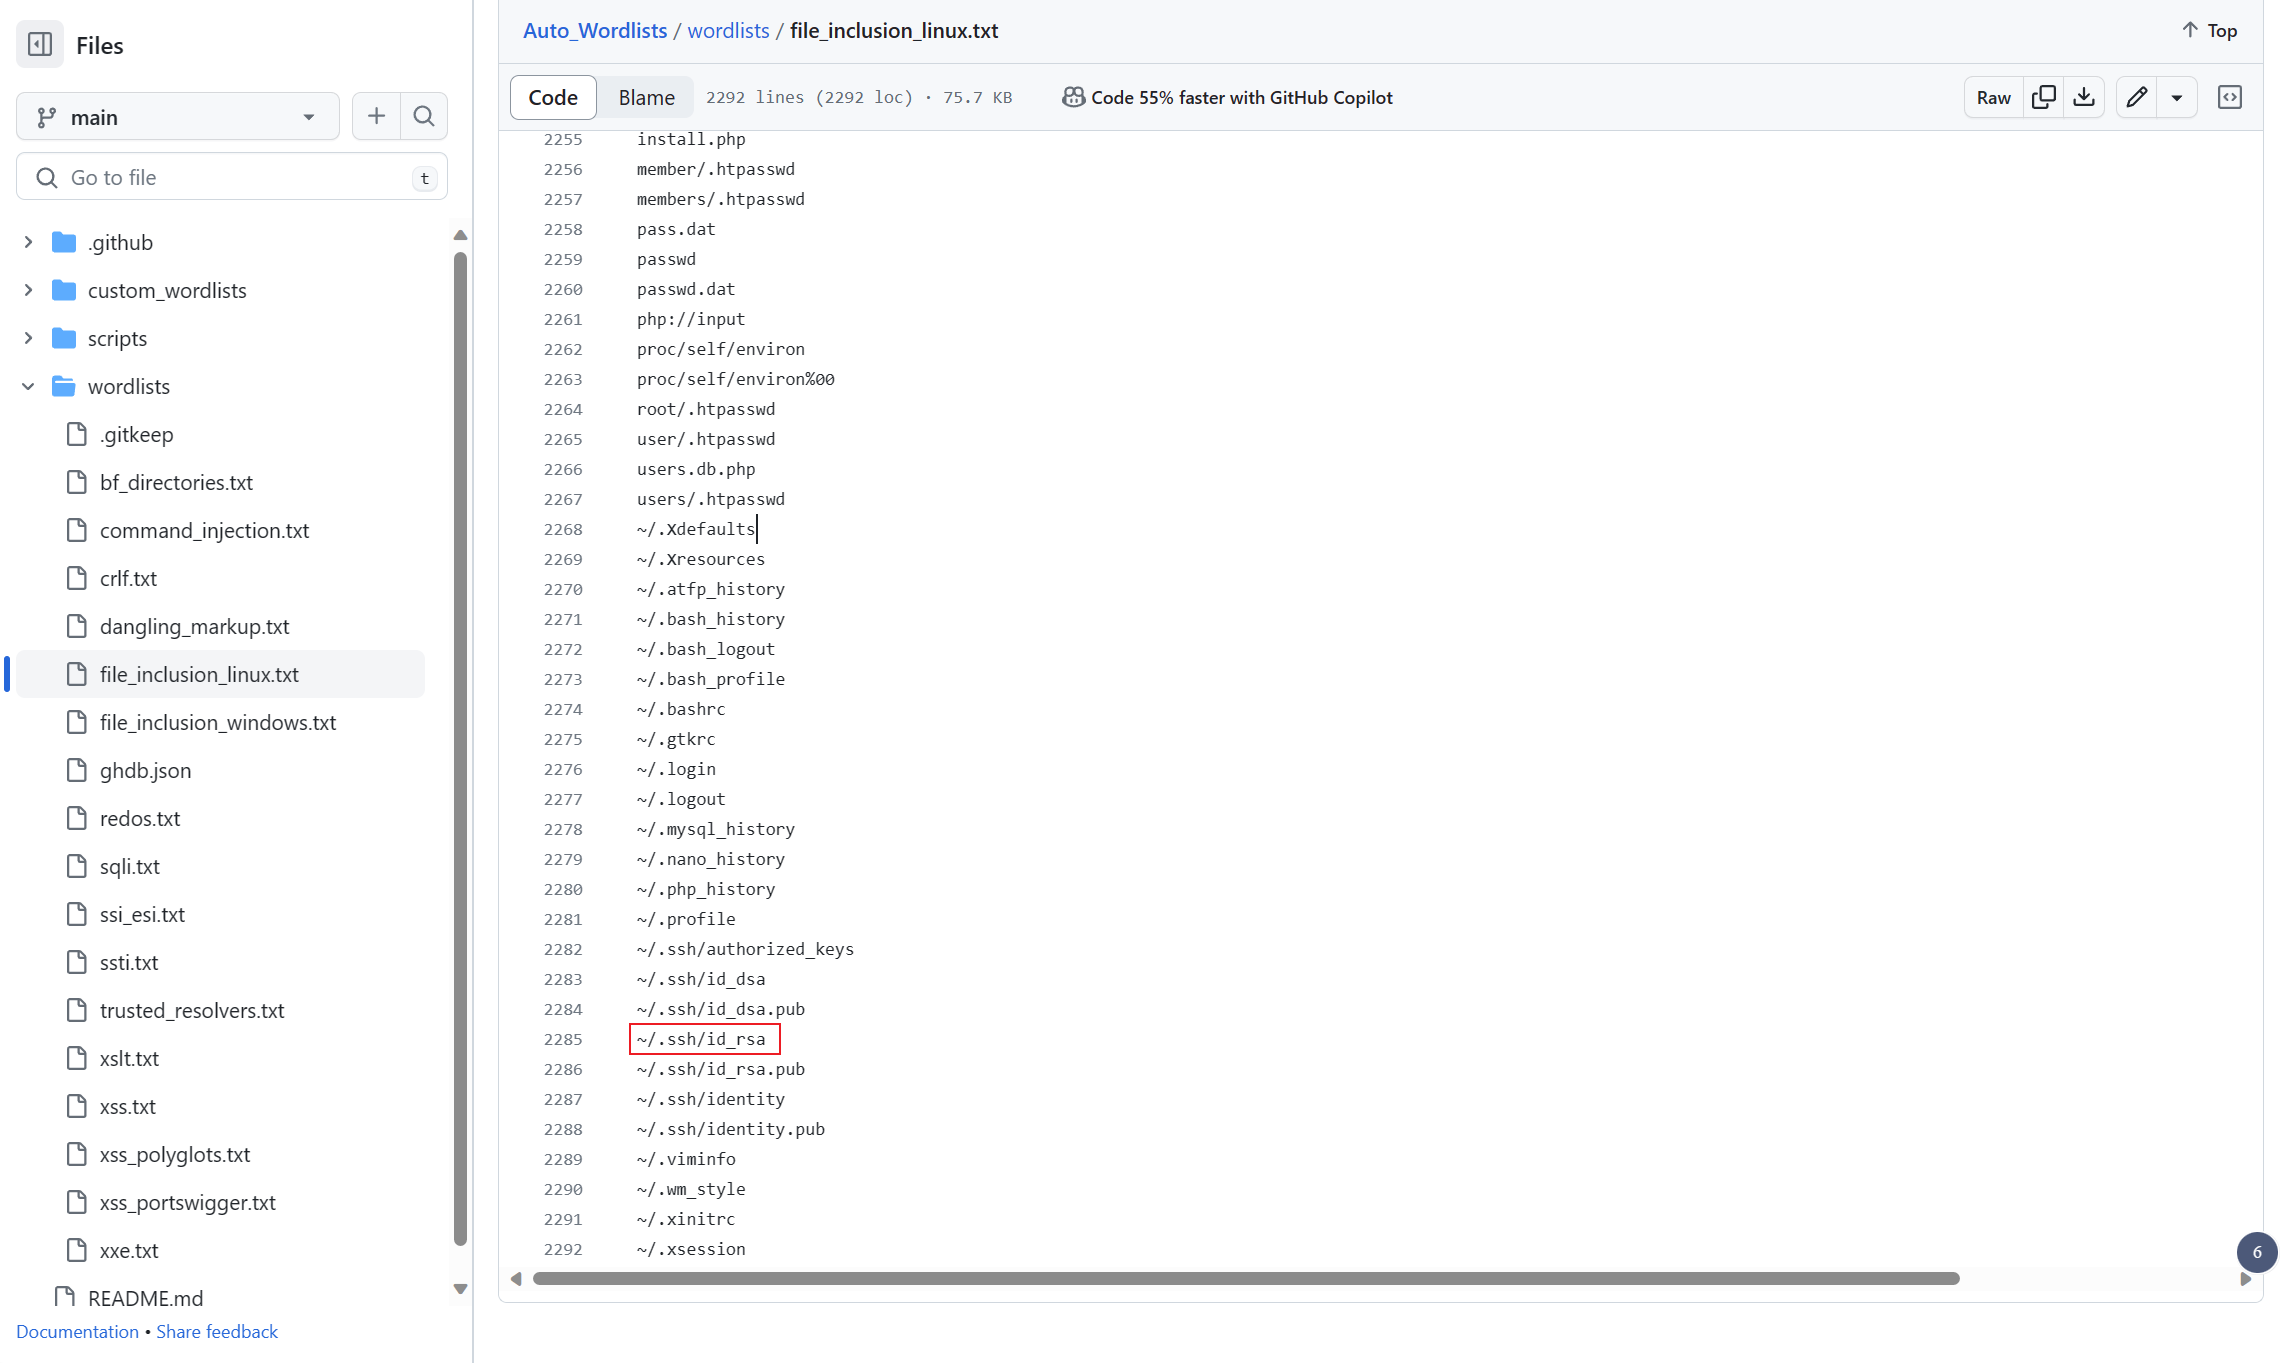 Files
main
Go to file
t
.github
custom_wordlists
scripts
wordlists
.gitkeep
bf_directories.txt
command_injection.txt
crlf.txt
dangling_markup.txt
file_inclusion_linux.txt
file_inclusion_windows.txt
ghdb.json
redos.txt
sqli.txt
ssi_esi.txt
ssti.txt
trusted_resolvers.txt
xslt.txt
xss.txt
xss_polyglots.txt
xss_portswigger.txt
xxe.txt
README.md
Documentation • Share feedback
Auto_Wordlists / wordlists / file_inclusion_linux.txt
Top
Code Blame 2292 lines (2292 loc) · 75.7 KB Code 55% faster with GitHub Copilot Raw
2255 install.php
2256 member/.htpasswd
2257 members/.htpasswd
2258 pass.dat
2259 passwd
2260 passwd.dat
2261 php://input
2262 proc/self/environ
2263 proc/self/environ%00
2264 root/.htpasswd
2265 user/.htpasswd
2266 users.db.php
2267 users/.htpasswd
2268 ~/.Xdefaults
2269 ~/.Xresources
2270 ~/.atfp_history
2271 ~/.bash_history
2272 ~/.bash_logout
2273 ~/.bash_profile
2274 ~/.bashrc
2275 ~/.gtkrc
2276 ~/.login
2277 ~/.logout
2278 ~/.mysql_history
2279 ~/.nano_history
2280 ~/.php_history
2281 ~/.profile
2282 ~/.ssh/authorized_keys
2283 ~/.ssh/id_dsa
2284 ~/.ssh/id_dsa.pub
2285 ~/.ssh/id_rsa
2286 ~/.ssh/id_rsa.pub
2287 ~/.ssh/identity
2288 ~/.ssh/identity.pub
2289 ~/.viminfo
2290 ~/.wm_style
2291 ~/.xinitrc
2292 ~/.xsession
6